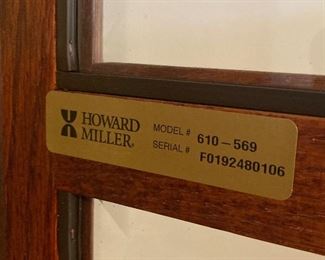 HOWARD
MILLER®
MODEL # 610-569
SERIAL # F0192480106